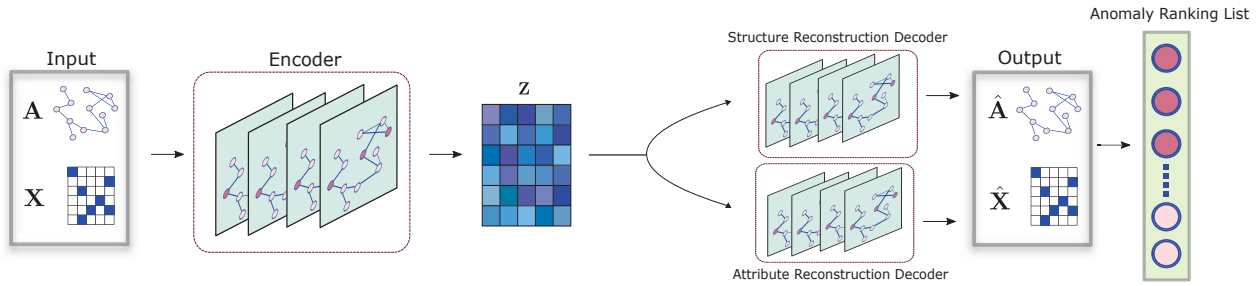 Input
A
X
Encoder
Z
Structure Reconstruction Decoder
Attribute Reconstruction Decoder
Output
Â
X̂
Anomaly Ranking List